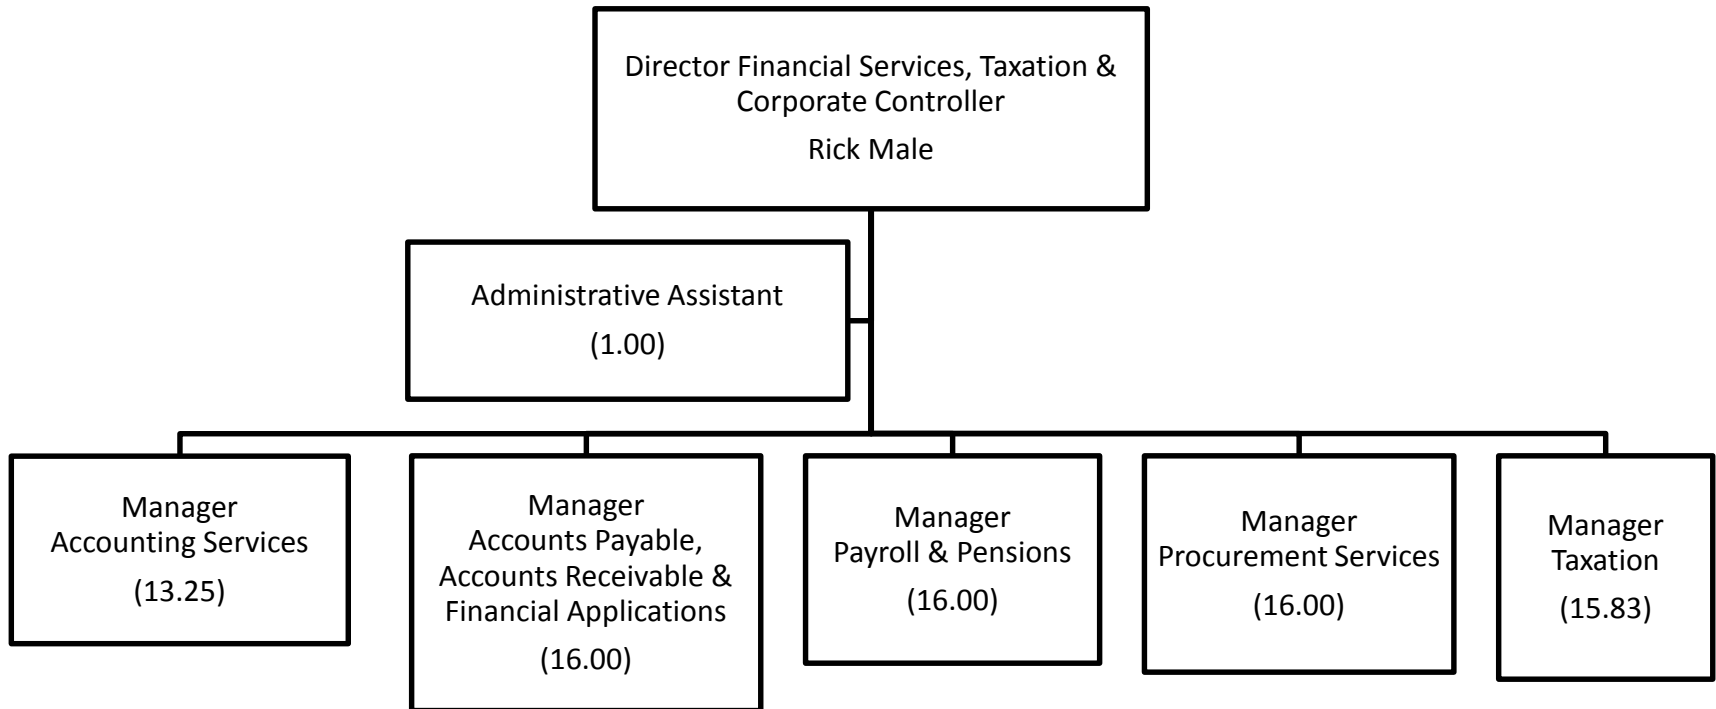 Director Financial Services, Taxation &
Corporate Controller
Rick Male
Administrative Assistant
(1.00)
Manager
Accounting Services
(13.25)
Manager
Accounts Payable,
Accounts Receivable &
Financial Applications
(16.00)
Manager
Payroll & Pensions
(16.00)
Manager
Procurement Services
(16.00)
Manager
Taxation
(15.83)